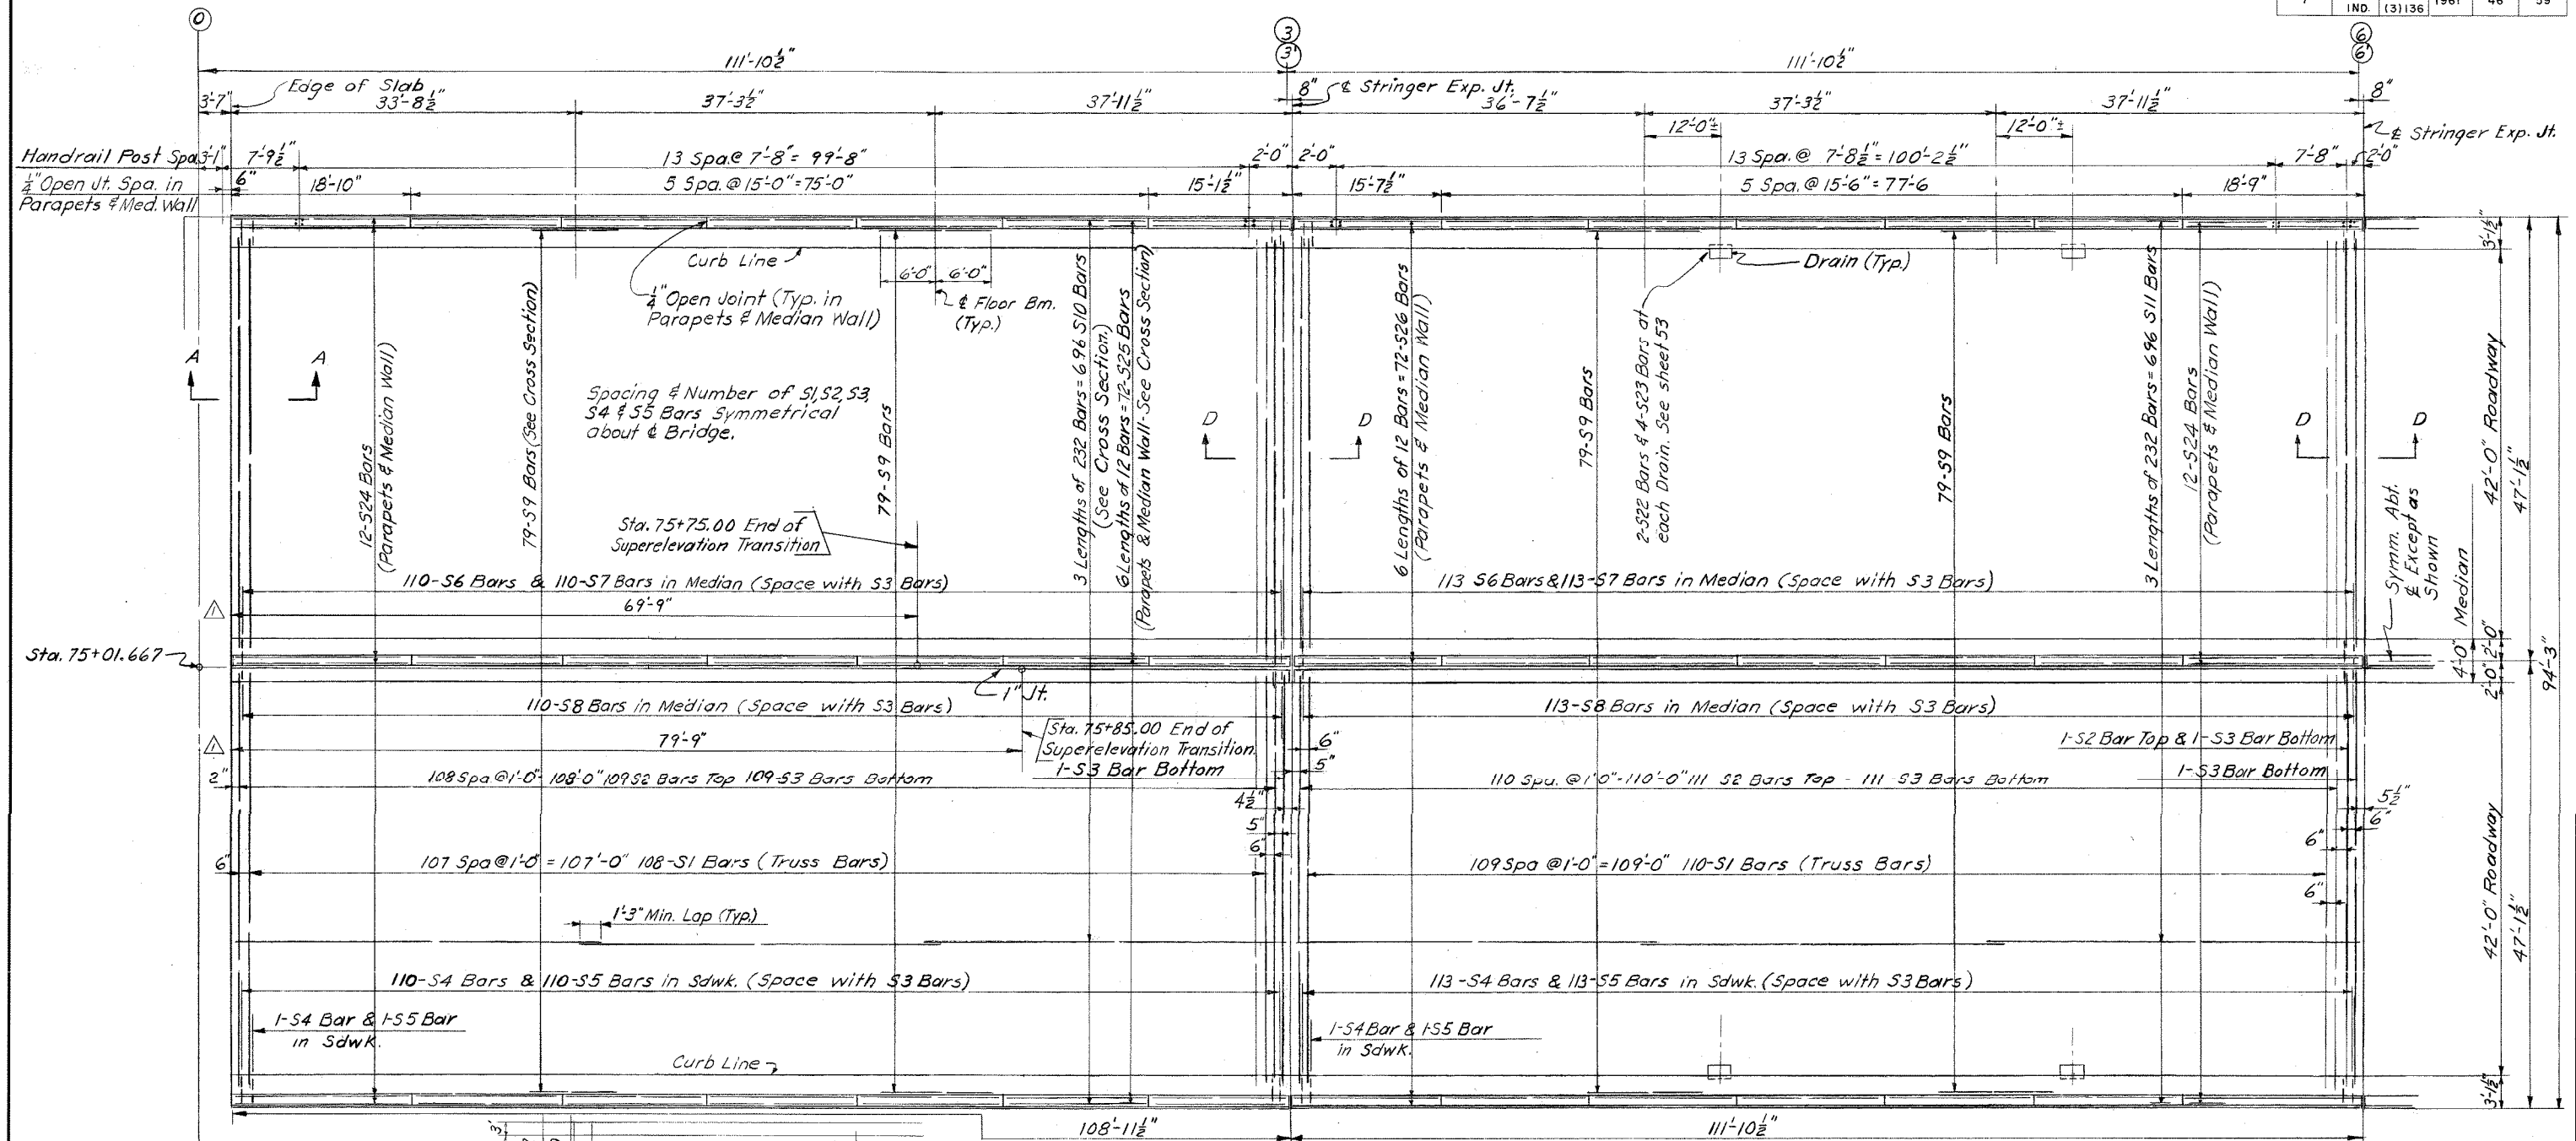 7
IND.
(3)136
1961
46
59
0
3
3'
6
6'
111'-10½"
111'-10½"
Edge of Slab
3'-7"
33'-8½"
37'-3½"
37'-11½"
8"
℄ Stringer Exp. Jt.
36'-7½"
37'-3½"
37'-11½"
8"
12'-0"±
12'-0"±
℄ Stringer Exp. Jt.
Handrail Post Spa.
3'-1"
7'-9½"
13 Spa.@ 7'-8" = 99'-8"
2'-0"
2'-0"
13 Spa. @ 7'-8½" = 100'-2½"
7'-8"
2'-0"
¼" Open Jt. Spa. in
Parapets & Med. Wall
6"
18'-10"
5 Spa. @ 15'-0" = 75'-0"
15'-1½"
15'-7½"
5 Spa. @ 15'-6" = 77'-6
18'-9"
Curb Line
6'-0"
6'-0"
¼" Open Joint (Typ. in
Parapets & Median Wall)
℄ Floor Bm.
(Typ.)
Drain (Typ.)
3'-1½"
A
A
12-S24 Bars
(Parapets & Median Wall)
79-S9 Bars (See Cross Section)
Spacing & Number of S1, S2, S3,
S4 & S5 Bars Symmetrical
about ℄ Bridge.
79-S9 Bars
3 Lengths of 232 Bars = 696 S10 Bars
(See Cross Section)
6 Lengths of 12 Bars = 72-S25 Bars
(Parapets & Median Wall-See Cross Section)
D
D
6 Lengths of 12 Bars = 72-S26 Bars
(Parapets & Median Wall)
79-S9 Bars
2-S22 Bars & 4-S23 Bars at
each Drain. See sheet 53
79-S9 Bars
3 Lengths of 232 Bars = 696 S11 Bars
12-S24 Bars
(Parapets & Median Wall)
D
D
42'-0" Roadway
47'-1½"
Sta. 75+75.00 End of
Superelevation Transition
Symm. Abt.
℄ Except as
Shown
110-S6 Bars & 110-S7 Bars in Median (Space with S3 Bars)
113 S6 Bars & 113-S7 Bars in Median (Space with S3 Bars)
1
69'-9"
Sta. 75+01.667
4'-0" Median
2'-0"
2'-0"
94'-3"
1" Jt.
110-S8 Bars in Median (Space with S3 Bars)
113-S8 Bars in Median (Space with S3 Bars)
1
79'-9"
Sta. 75+85.00 End of
Superelevation Transition.
6"
1-S2 Bar Top & 1-S3 Bar Bottom
1-S3 Bar Bottom
5"
1-S3 Bar Bottom
2"
108 Spa @ 1'-0" 108'-0" 109 S2 Bars Top 109-S3 Bars Bottom
110 Spa. @ 1'-0" - 110'-0" 111 S2 Bars Top - 111 S3 Bars Bottom
4½"
5½"
5"
6"
6"
6"
6"
107 Spa @ 1'-0" = 107'-0" 108-S1 Bars (Truss Bars)
109 Spa @ 1'-0" = 109'-0" 110-S1 Bars (Truss Bars)
6"
1'-3" Min. Lap (Typ.)
42'-0" Roadway
47'-1½"
110-S4 Bars & 110-S5 Bars in Sdwk. (Space with S3 Bars)
113-S4 Bars & 113-S5 Bars in Sdwk. (Space with S3 Bars)
1-S4 Bar & 1-S5 Bar
in Sdwk.
1-S4 Bar & 1-S5 Bar
in Sdwk.
Curb Line
3'-1½"
108'-11½"
111'-10½"